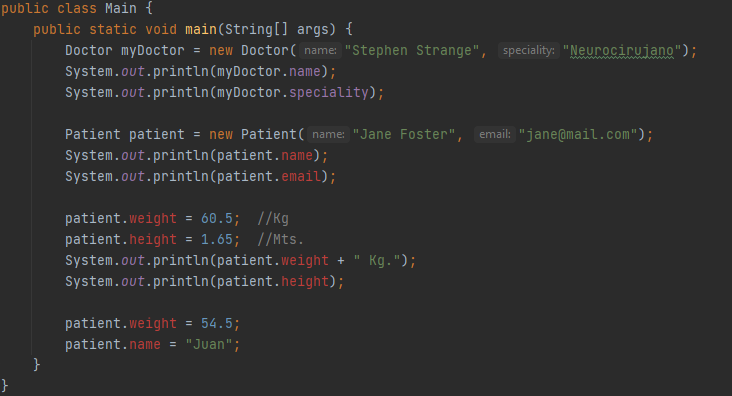 public class Main {
public static void main(String[] args) {
Doctor myDoctor = new Doctor( name: "Stephen Strange", speciality: "Neurocirujano");
System.out.println(myDoctor.name);
System.out.println(myDoctor.speciality);
Patient patient = new Patient( name: "Jane Foster", email: "jane@mail.com");
System.out.println(patient.name);
System.out.println(patient.email);
patient.weight = 60.5; //Kg
patient.height = 1.65; //Mts.
System.out.println(patient.weight + " Kg.");
System.out.println(patient.height);
patient.weight = 54.5;
patient.name = "Juan";
}
}